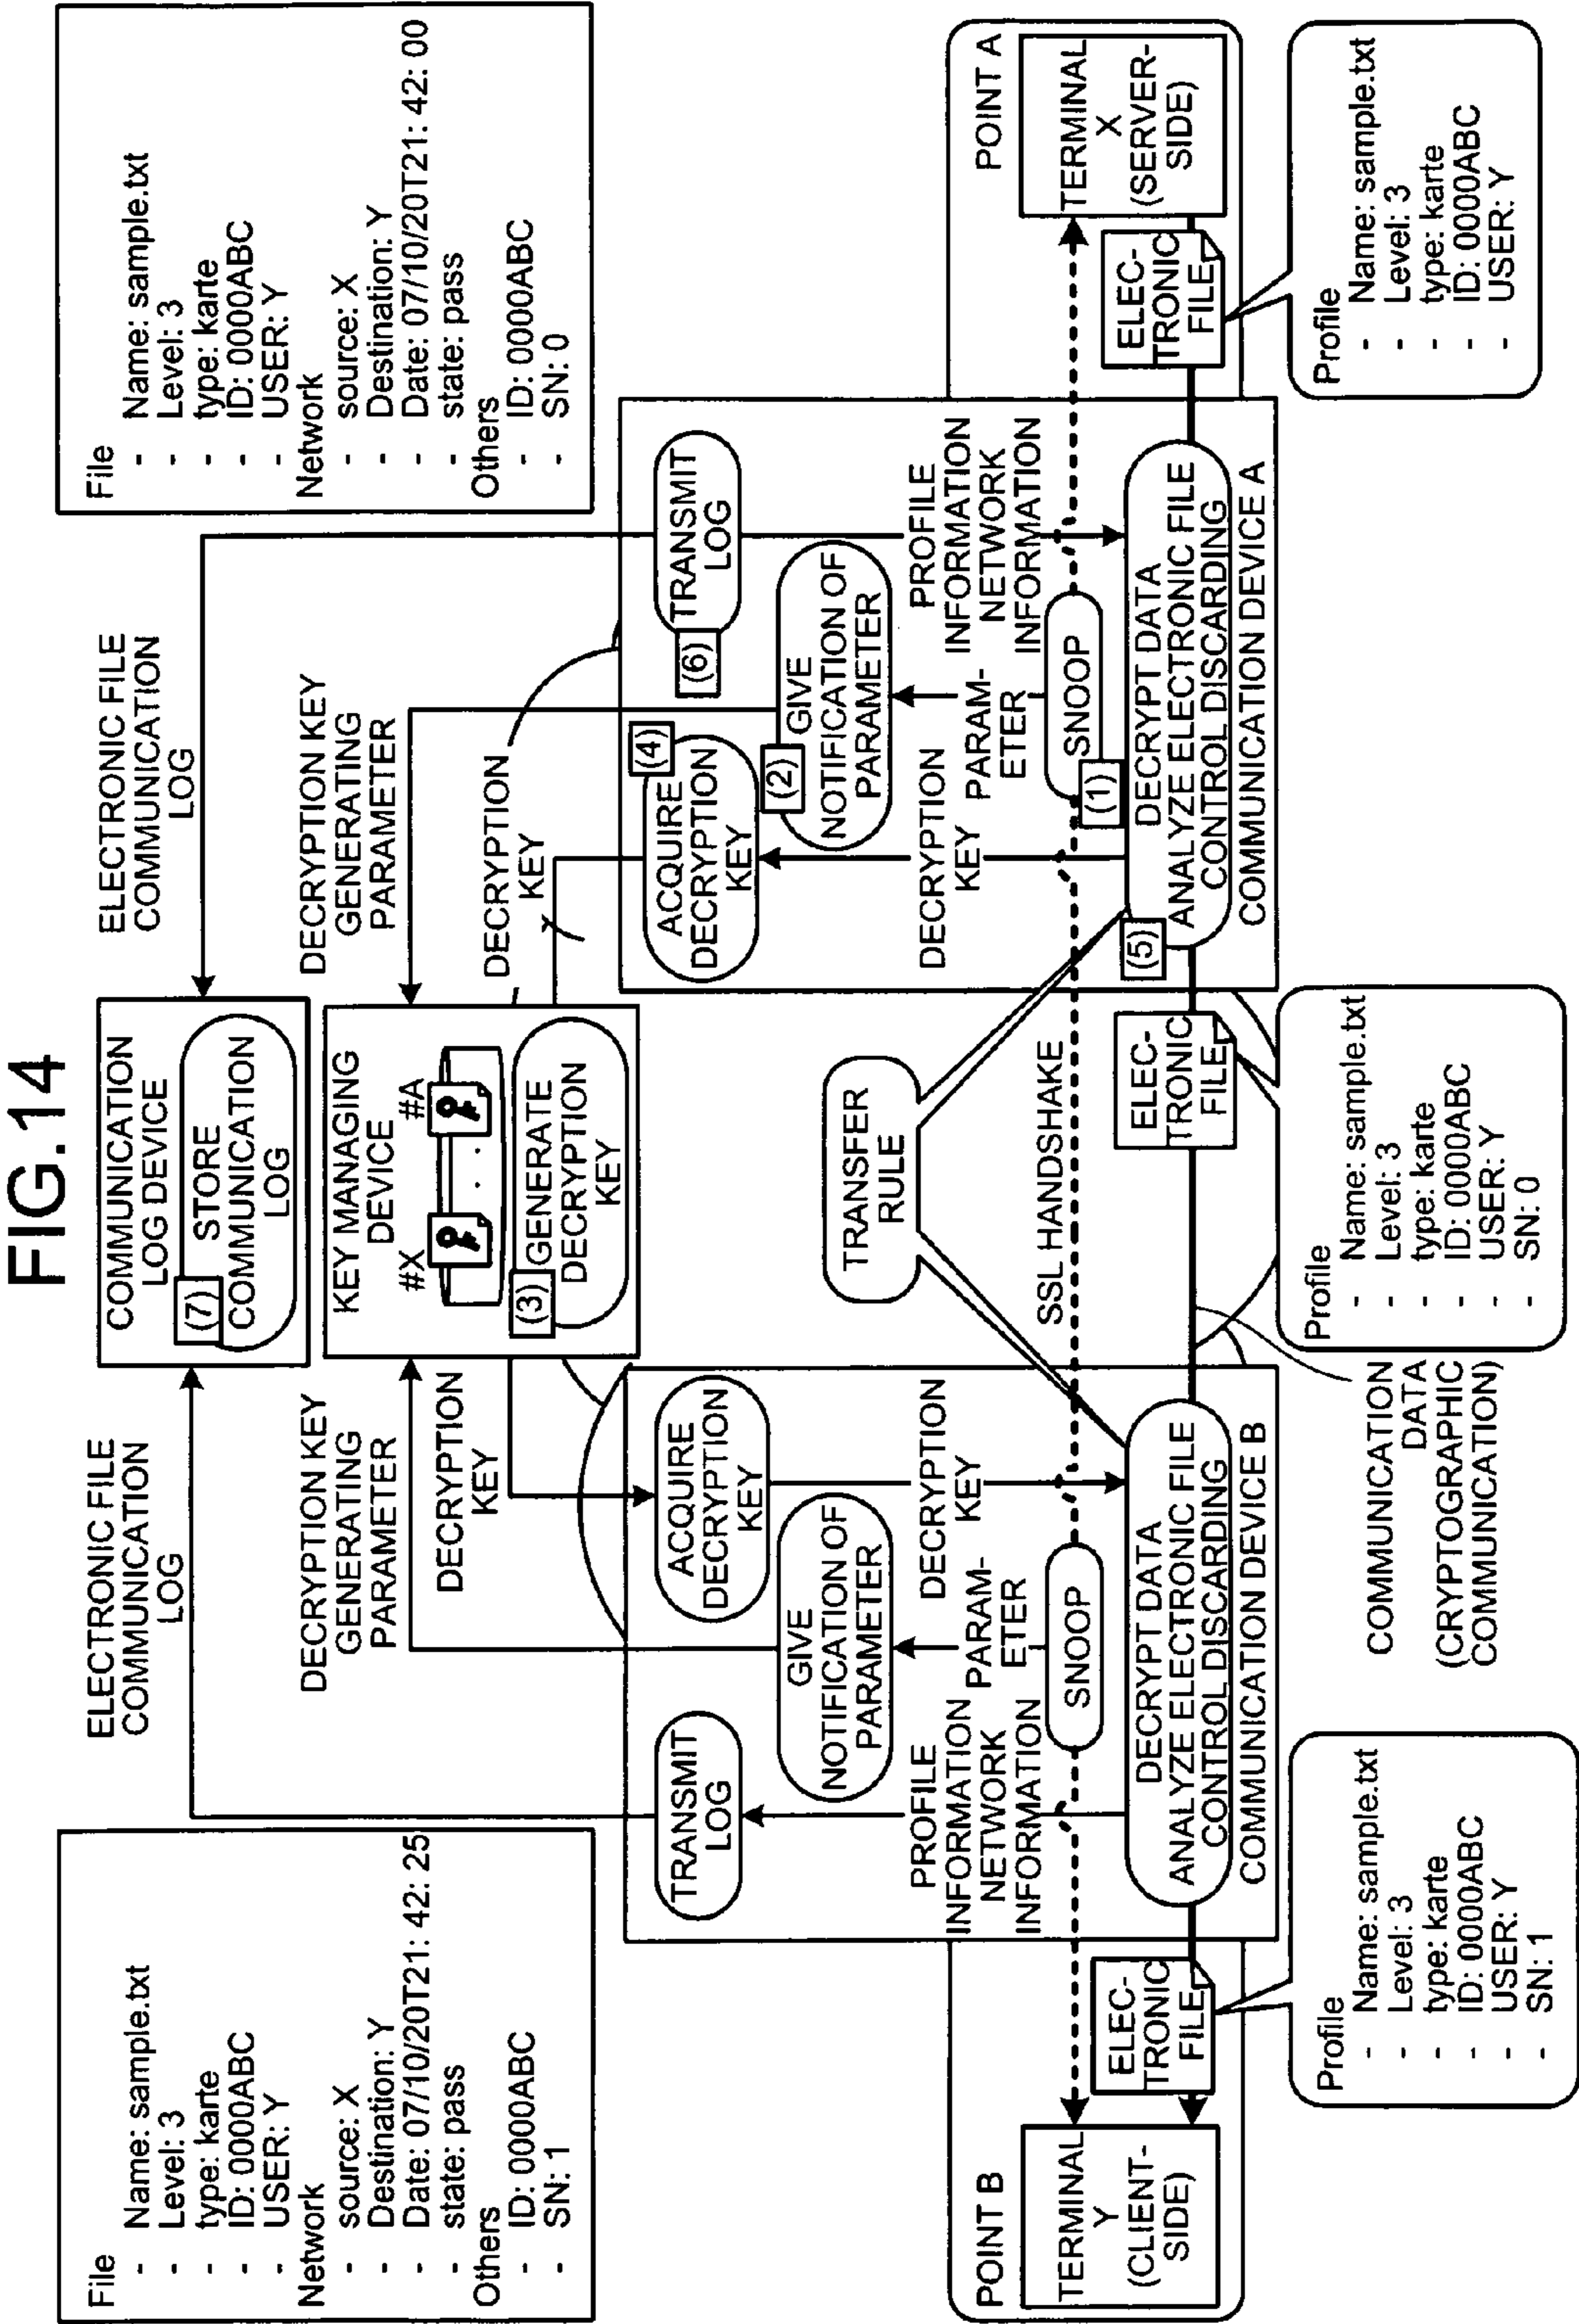 FIG.14
File
- Name: sample.txt
- Level: 3
- type: karte
- ID: 0000ABC
- USER: Y
Network
- source: X
- Destination: Y
- Date: 07/10/20T21: 42: 25
- state: pass
Others
- ID: 0000ABC
- SN: 1
ELECTRONIC FILE
COMMUNICATION
LOG
COMMUNICATION
LOG DEVICE
(7)
STORE
COMMUNICATION
LOG
ELECTRONIC FILE
COMMUNICATION
LOG
File
- Name: sample.txt
- Level: 3
- type: karte
- ID: 0000ABC
- USER: Y
Network
- source: X
- Destination: Y
- Date: 07/10/20T21: 42: 00
- state: pass
Others
- ID: 0000ABC
- SN: 0
DECRYPTION KEY
GENERATING
PARAMETER
DECRYPTION
KEY
KEY MANAGING
DEVICE
#X
#A
. . .
(3)
GENERATE
DECRYPTION
KEY
DECRYPTION KEY
GENERATING
PARAMETER
DECRYPTION
KEY
TRANSMIT
LOG
ACQUIRE
DECRYPTION
KEY
GIVE
NOTIFICATION OF
PARAMETER
PROFILE
INFORMATION
NETWORK
INFORMATION
PARAM-
ETER
DECRYPTION
KEY
SNOOP
DECRYPT DATA
ANALYZE ELECTRONIC FILE
CONTROL DISCARDING
COMMUNICATION DEVICE B
TRANSFER
RULE
SSL HANDSHAKE
(4)
ACQUIRE
DECRYPTION
KEY
(6)
TRANSMIT
LOG
(2)
GIVE
NOTIFICATION OF
PARAMETER
DECRYPTION
KEY
PARAM-
ETER
PROFILE
INFORMATION
NETWORK
INFORMATION
(1)
SNOOP
(5)
DECRYPT DATA
ANALYZE ELECTRONIC FILE
CONTROL DISCARDING
COMMUNICATION DEVICE A
POINT B
TERMINAL
Y
(CLIENT-
SIDE)
ELEC-
TRONIC
FILE
ELEC-
TRONIC
FILE
ELEC-
TRONIC
FILE
POINT A
TERMINAL
X
(SERVER-
SIDE)
Profile
- Name: sample.txt
- Level: 3
- type: karte
- ID: 0000ABC
- USER: Y
- SN: 1
COMMUNICATION
DATA
(CRYPTOGRAPHIC
COMMUNICATION)
Profile
- Name: sample.txt
- Level: 3
- type: karte
- ID: 0000ABC
- USER: Y
- SN: 0
Profile
- Name: sample.txt
- Level: 3
- type: karte
- ID: 0000ABC
- USER: Y